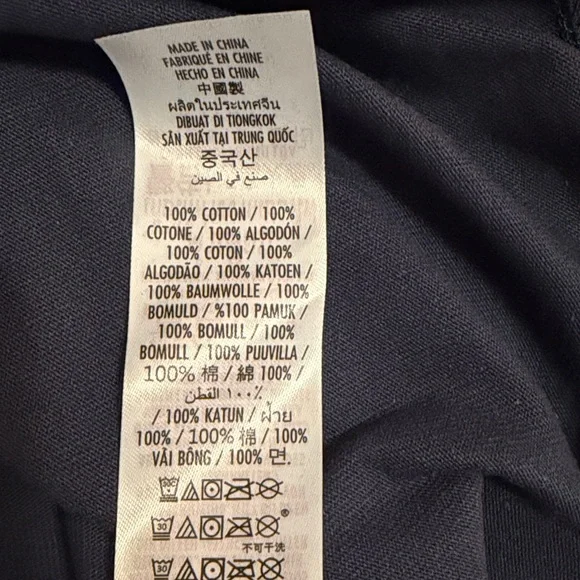 MADE IN CHINA
FABRIQUÉ EN CHINE
HECHO EN CHINA
中國製
ผลิตในประเทศจีน
DIBUAT DI TIONGKOK
SẢN XUẤT TẠI TRUNG QUỐC
중국산
صنع في الصين
100% COTTON / 100%
COTONE / 100% ALGODÓN /
100% COTON / 100%
ALGODÃO / 100% KATOEN /
100% BAUMWOLLE / 100%
BOMULD / %100 PAMUK /
100% BOMULL / 100%
BOMULL / 100% PUUVILLA /
100% 棉 / 綿 100% /
١٠٠٪ القطن
/ 100% KATUN / ฝ้าย
100% / 100% 棉 / 100%
VẢI BÔNG / 100% 면.
30
®
不可干洗
30